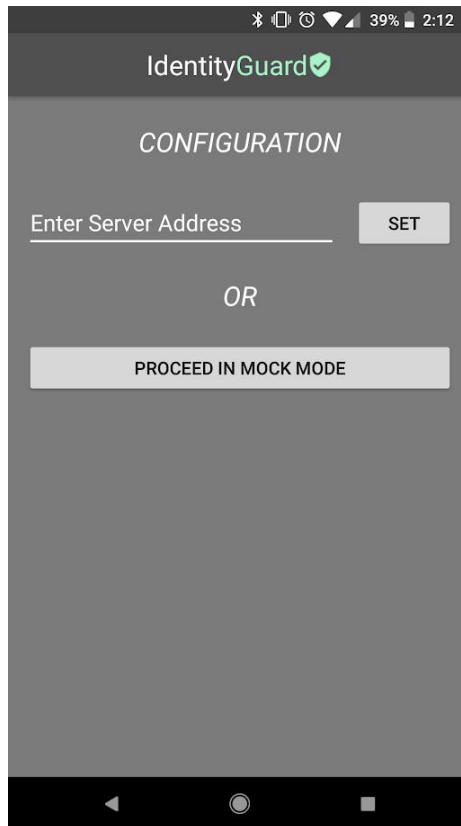 39% 2:12
IdentityGuard
CONFIGURATION
Enter Server Address SET
OR
PROCEED IN MOCK MODE